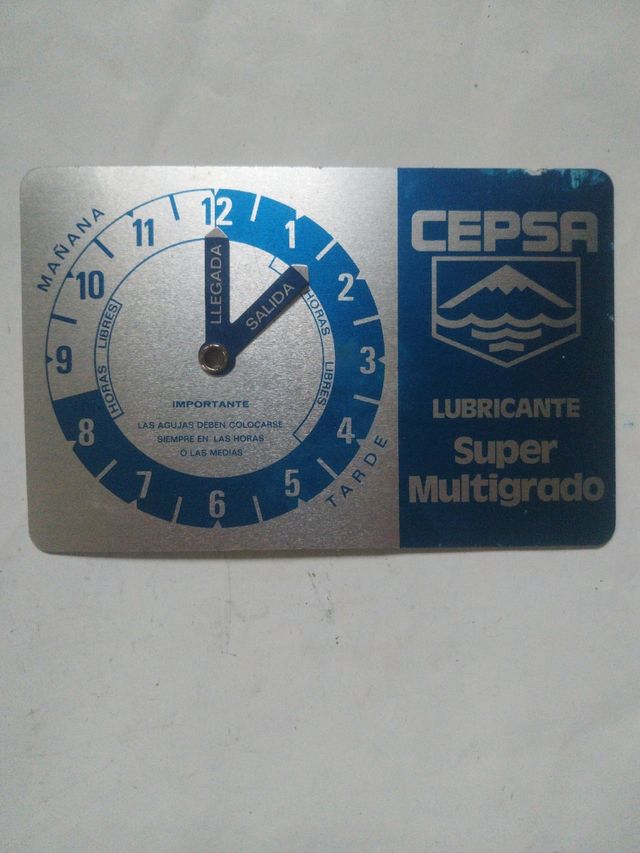 MAÑANA
12
1
2
3
4
5
6
7
8
9
10
11
LLEGADA
SALIDA
HORAS LIBRES
HORAS LIBRES
IMPORTANTE
LAS AGUJAS DEBEN COLOCARSE
SIEMPRE EN LAS HORAS
O LAS MEDIAS
TARDE
CEPSA
LUBRICANTE
Super
Multigrado